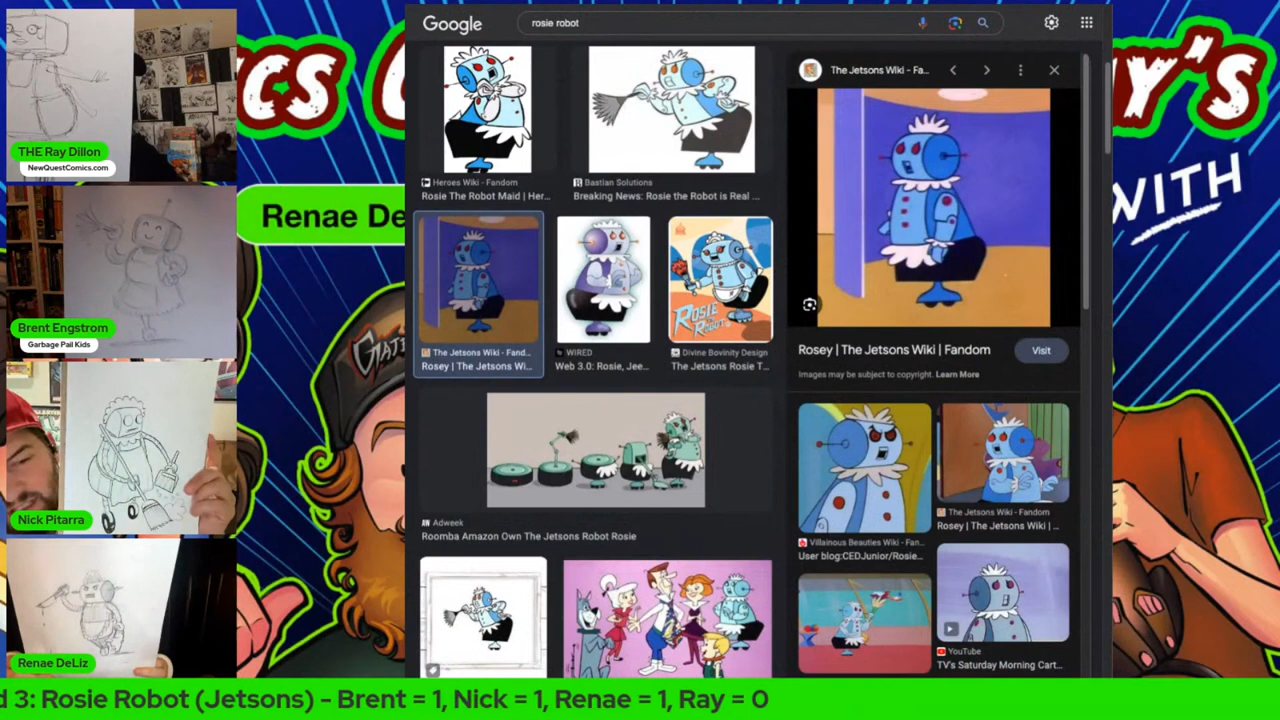 THE Ray Dillon
NewQuestComics.com
Brent Engstrom
Garbage Pail Kids
Nick Pitarra
Renae DeLiz
CS
Renae De
GAT
Y'S
WITH
Google
rosie robot
Heroes Wiki - Fandom
Rosie The Robot Maid | Her...
Bastian Solutions
Breaking News: Rosie the Robot is Real ...
The Jetsons Wiki - Fand...
Rosey | The Jetsons Wi...
WIRED
Web 3.0: Rosie, Jee...
ROSIE
ROBOT
Divine Bovinity Design
The Jetsons Rosie T...
Adweek
Roomba Amazon Own The Jetsons Robot Rosie
The Jetsons Wiki - Fa...
Rosey | The Jetsons Wiki | Fandom
Visit
Images may be subject to copyright. Learn More
Villainous Beauties Wiki - Fan...
User blog:CEDJunior/Rosie...
The Jetsons Wiki - Fandom
Rosey | The Jetsons Wiki | ...
YouTube
TV's Saturday Morning Cart...
d 3: Rosie Robot (Jetsons) - Brent = 1, Nick = 1, Renae = 1, Ray = 0